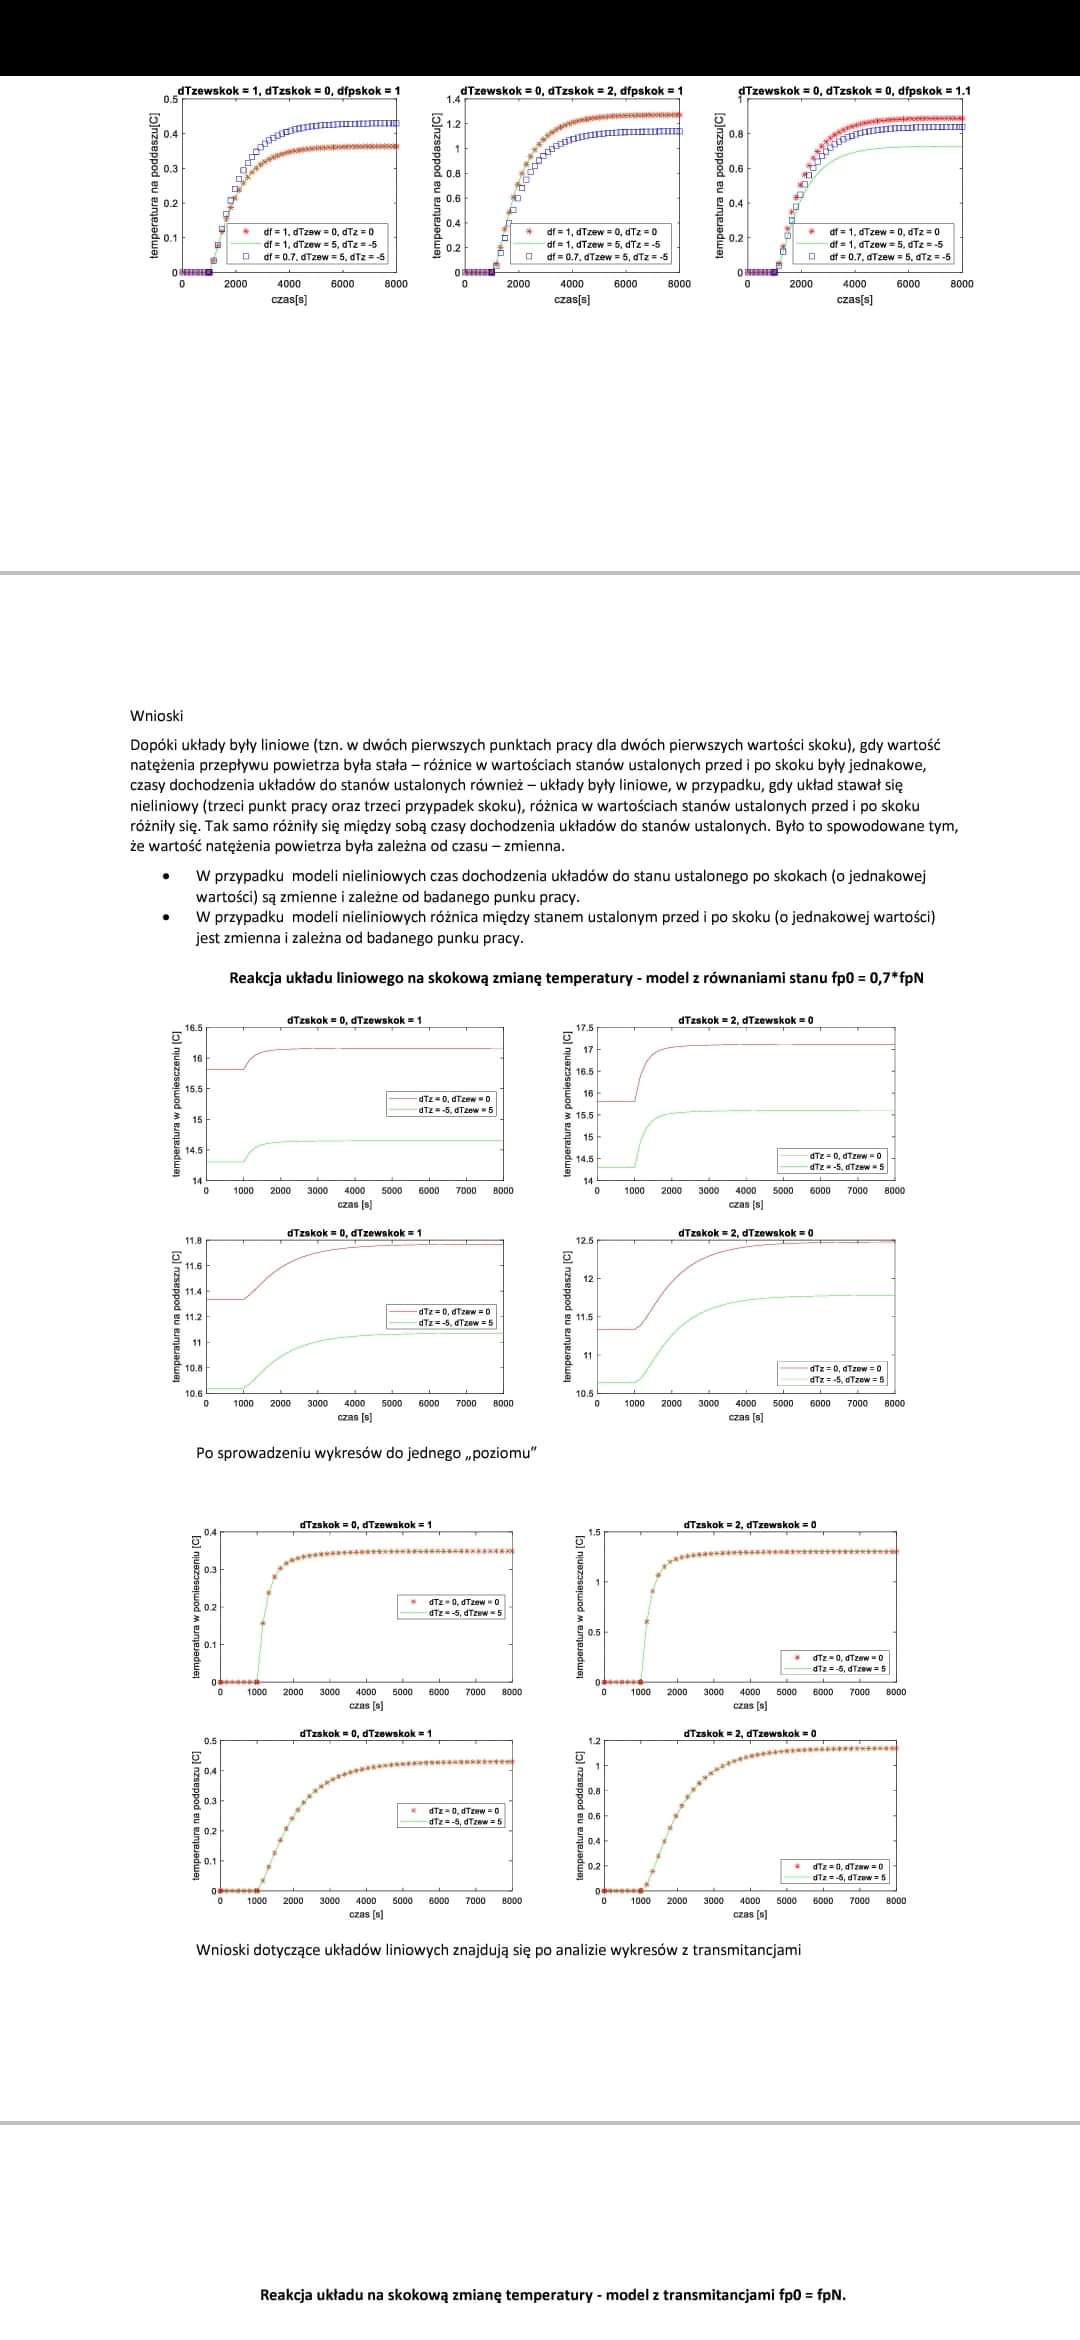 dTzewskok = 1, dTzskok = 0, dfpskok = 1
temperatura na poddaszu[C]
0.5
0.4
0.3
0.2
0.1
0
df = 1, dTzew = 0, dTz = 0
df = 1, dTzew = 5, dTz = -5
df = 0.7, dTzew = 5, dTz = -5
0 2000 4000 6000 8000
czas[s]
dTzewskok = 0, dTzskok = 2, dfpskok = 1
temperatura na poddaszu[C]
1.4
1.2
1
0.8
0.6
0.4
0.2
0
df = 1, dTzew = 0, dTz = 0
df = 1, dTzew = 5, dTz = -5
df = 0.7, dTzew = 5, dTz = -5
0 2000 4000 6000 8000
czas[s]
dTzewskok = 0, dTzskok = 0, dfpskok = 1.1
temperatura na poddaszu[C]
1
0.8
0.6
0.4
0.2
0
df = 1, dTzew = 0, dTz = 0
df = 1, dTzew = 5, dTz = -5
df = 0.7, dTzew = 5, dTz = -5
0 2000 4000 6000 8000
czas[s]
Wnioski
Dopóki układy były liniowe (tzn. w dwóch pierwszych punktach pracy dla dwóch pierwszych wartości skoku), gdy wartość
natężenia przepływu powietrza była stała – różnice w wartościach stanów ustalonych przed i po skoku były jednakowe,
czasy dochodzenia układów do stanów ustalonych również – układy były liniowe, w przypadku, gdy układ stawał się
nieliniowy (trzeci punkt pracy oraz trzeci przypadek skoku), różnica w wartościach stanów ustalonych przed i po skoku
różniły się. Tak samo różniły się między sobą czasy dochodzenia układów do stanów ustalonych. Było to spowodowane tym,
że wartość natężenia powietrza była zależna od czasu – zmienna.
• W przypadku modeli nieliniowych czas dochodzenia układów do stanu ustalonego po skokach (o jednakowej
wartości) są zmienne i zależne od badanego punku pracy.
• W przypadku modeli nieliniowych różnica między stanem ustalonym przed i po skoku (o jednakowej wartości)
jest zmienna i zależna od badanego punku pracy.
Reakcja układu liniowego na skokową zmianę temperatury - model z równaniami stanu fp0 = 0,7*fpN
dTzskok = 0, dTzewskok = 1
temperatura w pomiesczeniu [C]
16.5
16
15.5
15
14.5
14
dTz = 0, dTzew = 0
dTz = -5, dTzew = 5
0 1000 2000 3000 4000 5000 6000 7000 8000
czas [s]
dTzskok = 2, dTzewskok = 0
temperatura w pomiesczeniu [C]
17.5
17
16.5
16
15.5
15
14.5
14
dTz = 0, dTzew = 0
dTz = -5, dTzew = 5
0 1000 2000 3000 4000 5000 6000 7000 8000
czas [s]
dTzskok = 0, dTzewskok = 1
temperatura na poddaszu [C]
11.8
11.6
11.4
11.2
11
10.8
10.6
dTz = 0, dTzew = 0
dTz = -5, dTzew = 5
0 1000 2000 3000 4000 5000 6000 7000 8000
czas [s]
dTzskok = 2, dTzewskok = 0
temperatura na poddaszu [C]
12.5
12
11.5
11
10.5
dTz = 0, dTzew = 0
dTz = -5, dTzew = 5
0 1000 2000 3000 4000 5000 6000 7000 8000
czas [s]
Po sprowadzeniu wykresów do jednego „poziomu”
dTzskok = 0, dTzewskok = 1
temperatura w pomiesczeniu [C]
0.4
0.3
0.2
0.1
0
dTz = 0, dTzew = 0
dTz = -5, dTzew = 5
0 1000 2000 3000 4000 5000 6000 7000 8000
czas [s]
dTzskok = 2, dTzewskok = 0
temperatura w pomiesczeniu [C]
1.5
1
0.5
0
dTz = 0, dTzew = 0
dTz = -5, dTzew = 5
0 1000 2000 3000 4000 5000 6000 7000 8000
czas [s]
dTzskok = 0, dTzewskok = 1
temperatura na poddaszu [C]
0.5
0.4
0.3
0.2
0.1
0
dTz = 0, dTzew = 0
dTz = -5, dTzew = 5
0 1000 2000 3000 4000 5000 6000 7000 8000
czas [s]
dTzskok = 2, dTzewskok = 0
temperatura na poddaszu [C]
1.2
1
0.8
0.6
0.4
0.2
0
dTz = 0, dTzew = 0
dTz = -5, dTzew = 5
0 1000 2000 3000 4000 5000 6000 7000 8000
czas [s]
Wnioski dotyczące układów liniowych znajdują się po analizie wykresów z transmitancjami
Reakcja układu na skokową zmianę temperatury - model z transmitancjami fp0 = fpN.